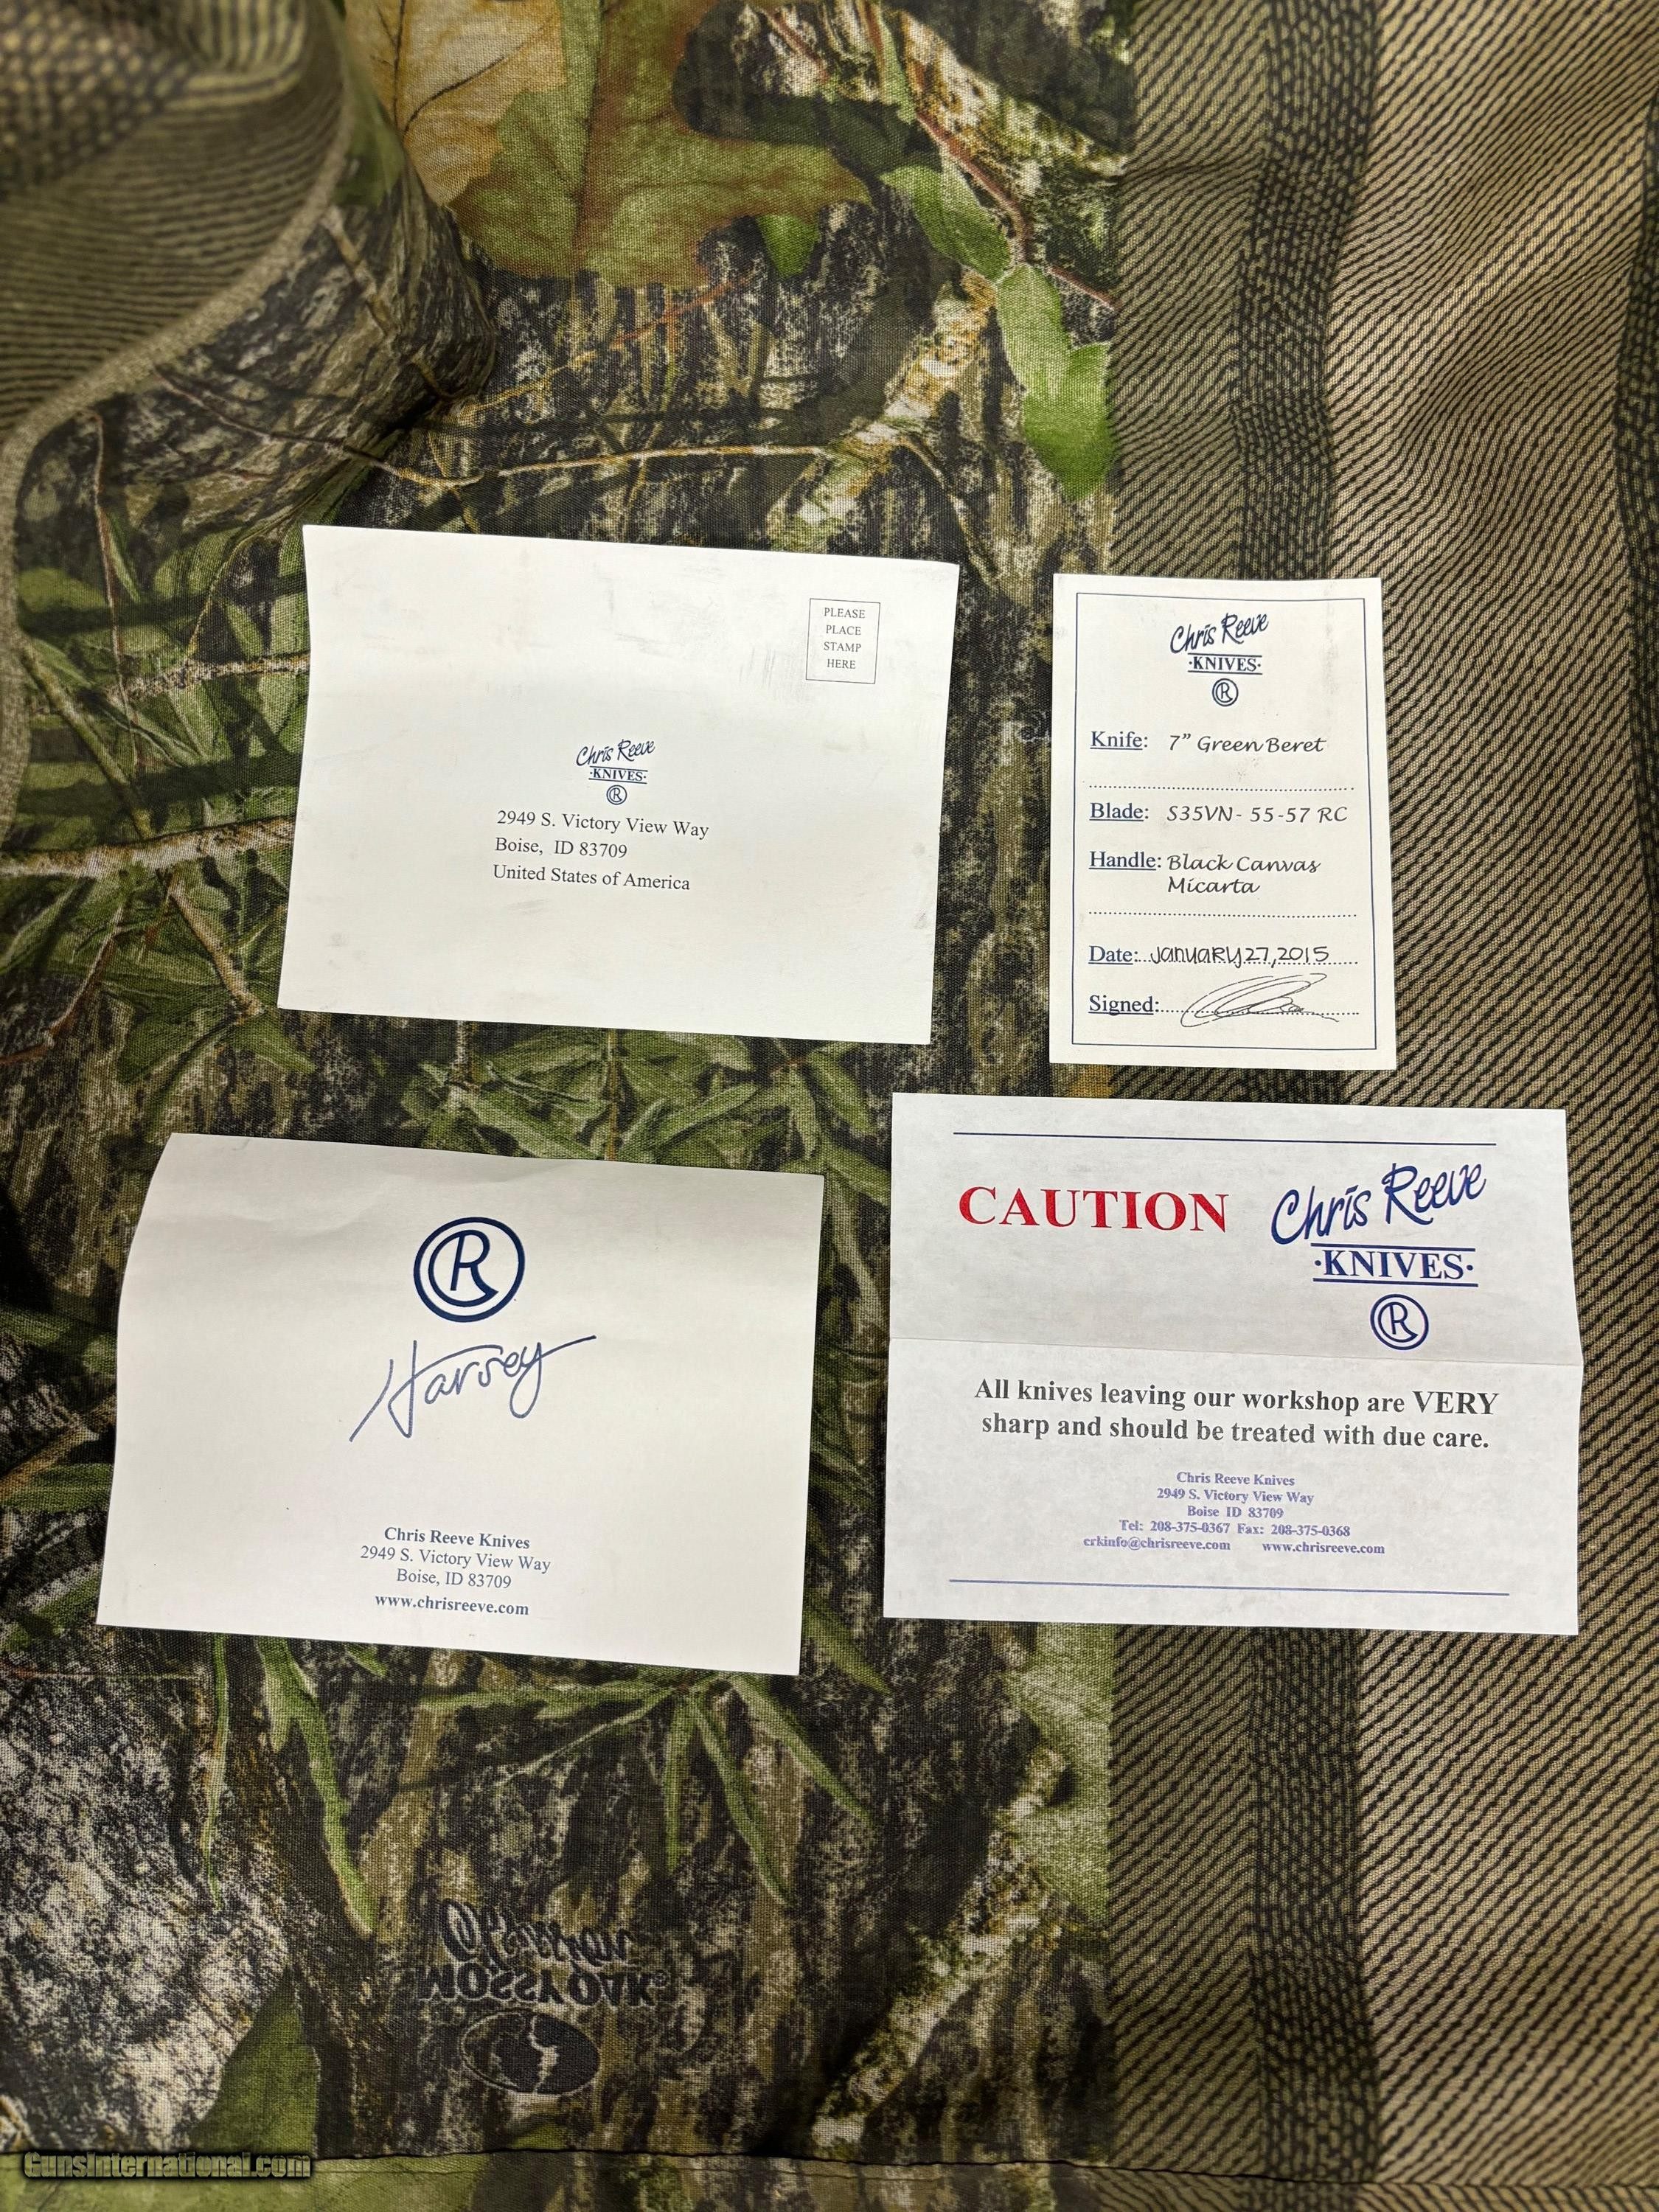 PLEASE
PLACE
STAMP
HERE
Chris Reeve
·KNIVES·
R
2949 S. Victory View Way
Boise, ID 83709
United States of America
Chris Reeve
·KNIVES·
R
Knife: 7" Green Beret
Blade: S35VN- 55-57 RC
Handle: Black Canvas
Micarta
Date: January 27, 2015
Signed:
R
Harvey
Chris Reeve Knives
2949 S. Victory View Way
Boise, ID 83709
www.chrisreeve.com
CAUTION
Chris Reeve
·KNIVES·
R
All knives leaving our workshop are VERY
sharp and should be treated with due care.
Chris Reeve Knives
2949 S. Victory View Way
Boise ID 83709
Tel: 208-375-0367 Fax: 208-375-0368
crkinfo@chrisreeve.com www.chrisreeve.com
Obsession
MOSSY OAK®
GunsInternational.com